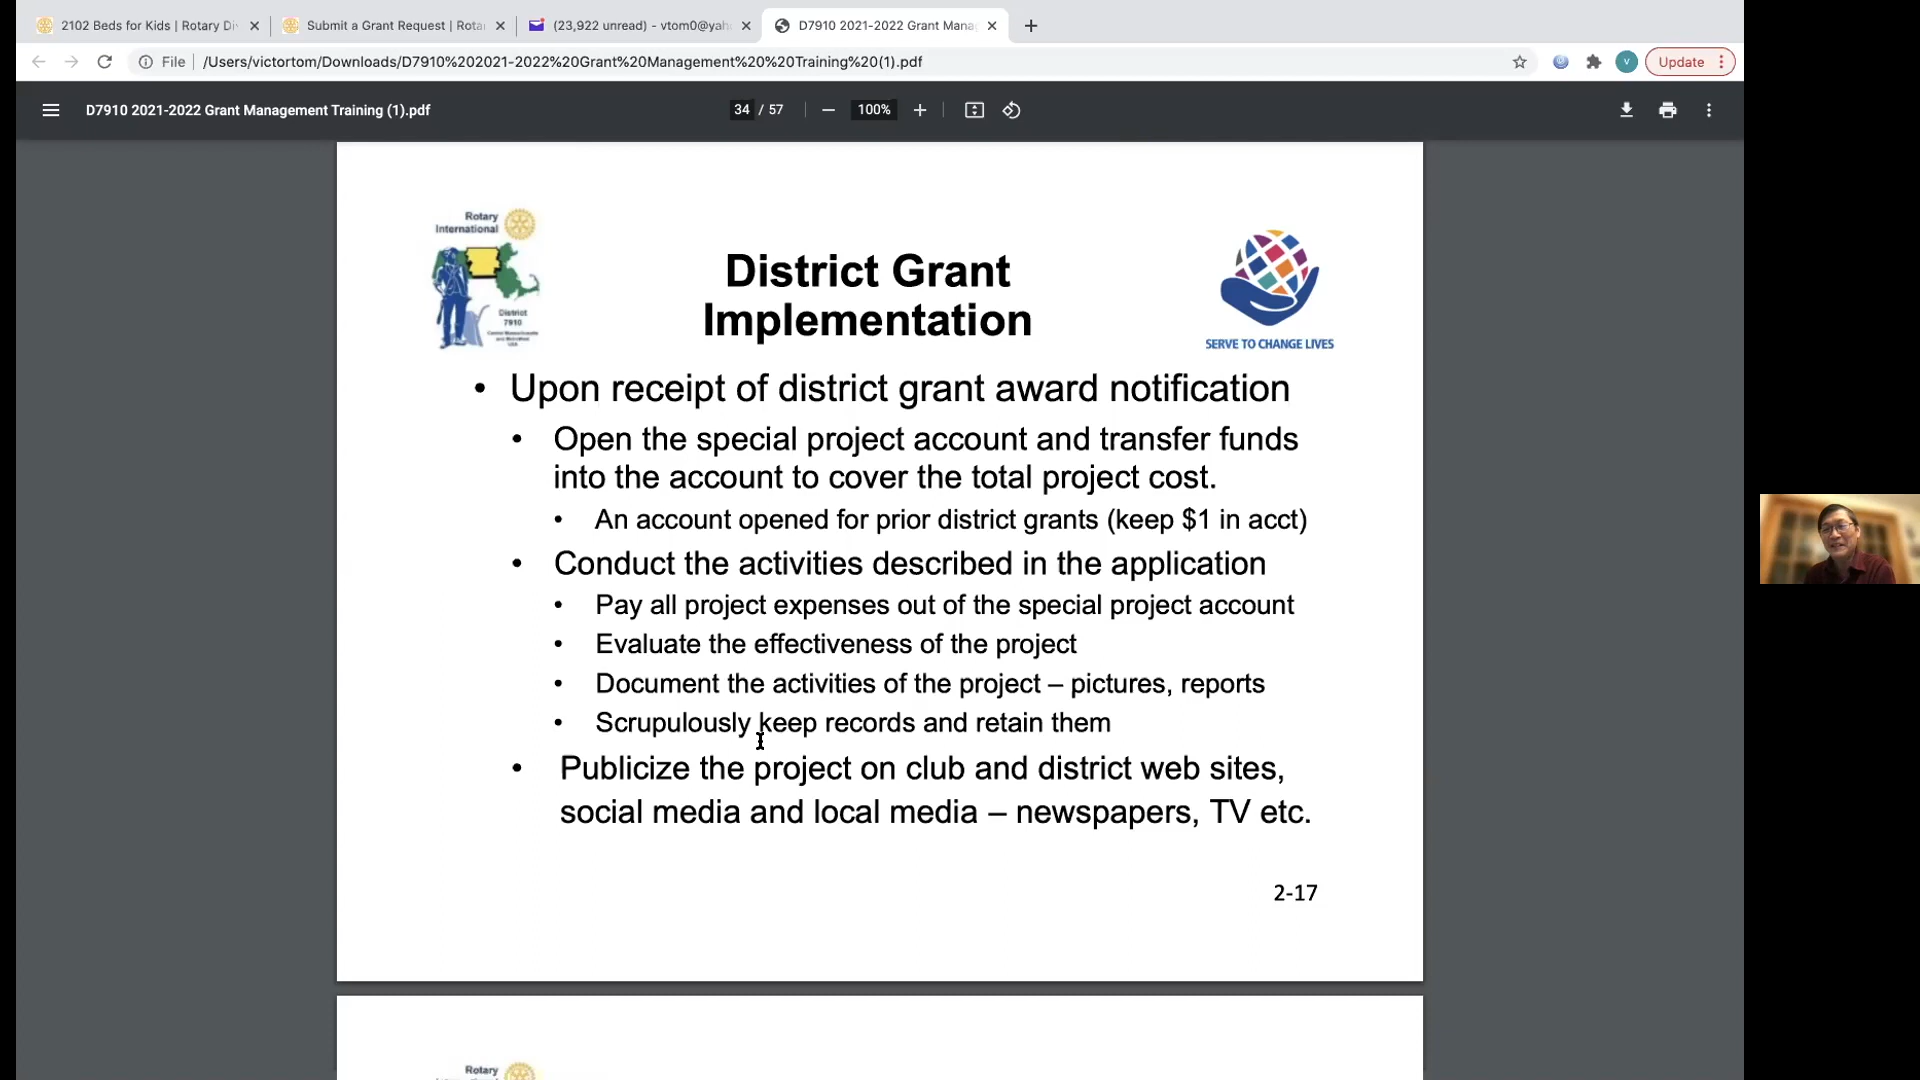 2102 Beds for Kids | Rotary Di
Submit a Grant Request | Rota
(23,922 unread) - vtom0@yah
D7910 2021-2022 Grant Mana
File
/Users/victortom/Downloads/D7910%202021-2022%20Grant%20Management%20%20Training%20(1).pdf
V
Update
D7910 2021-2022 Grant Management Training (1).pdf
34 / 57
100%
Rotary
International
District
7910
Central Massachusetts
and MetroWest
USA
District Grant
Implementation
SERVE TO CHANGE LIVES
• Upon receipt of district grant award notification
• Open the special project account and transfer funds
into the account to cover the total project cost.
• An account opened for prior district grants (keep $1 in acct)
• Conduct the activities described in the application
• Pay all project expenses out of the special project account
• Evaluate the effectiveness of the project
• Document the activities of the project – pictures, reports
• Scrupulously keep records and retain them
• Publicize the project on club and district web sites,
social media and local media – newspapers, TV etc.
2-17
Rotary